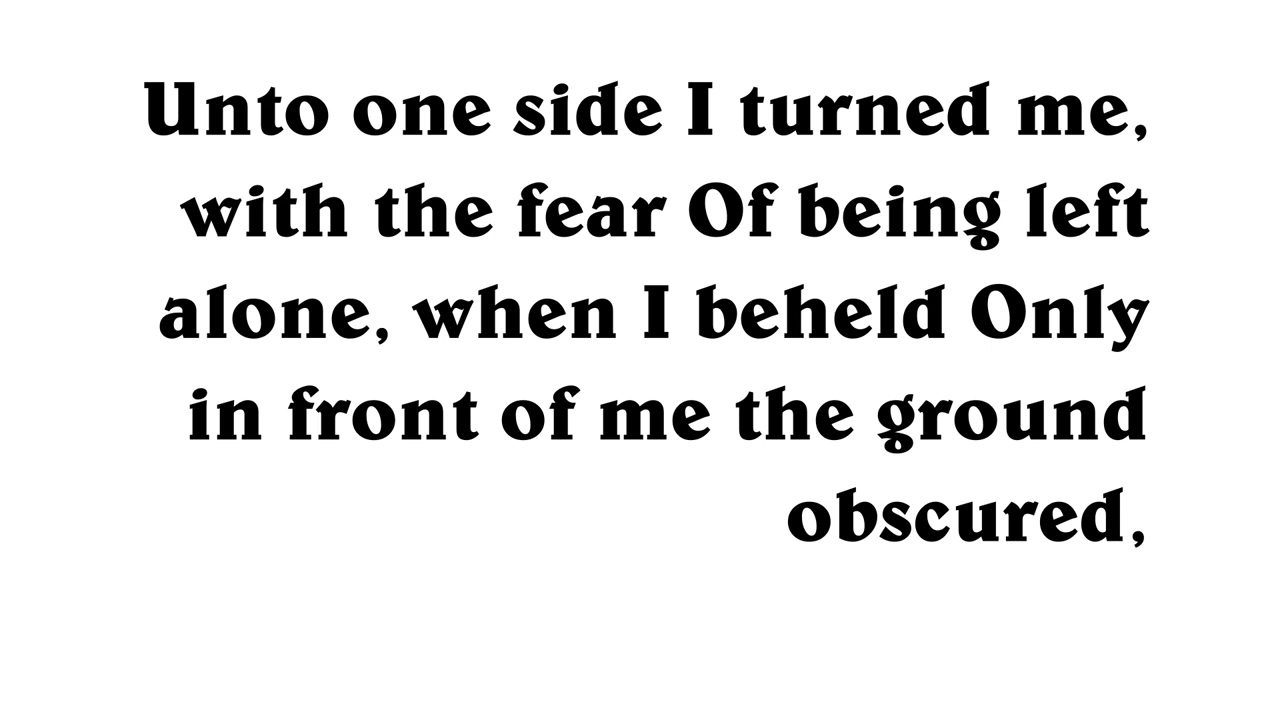 Unto one side I turned me,
with the fear Of being left
alone, when I beheld Only
in front of me the ground
obscured,